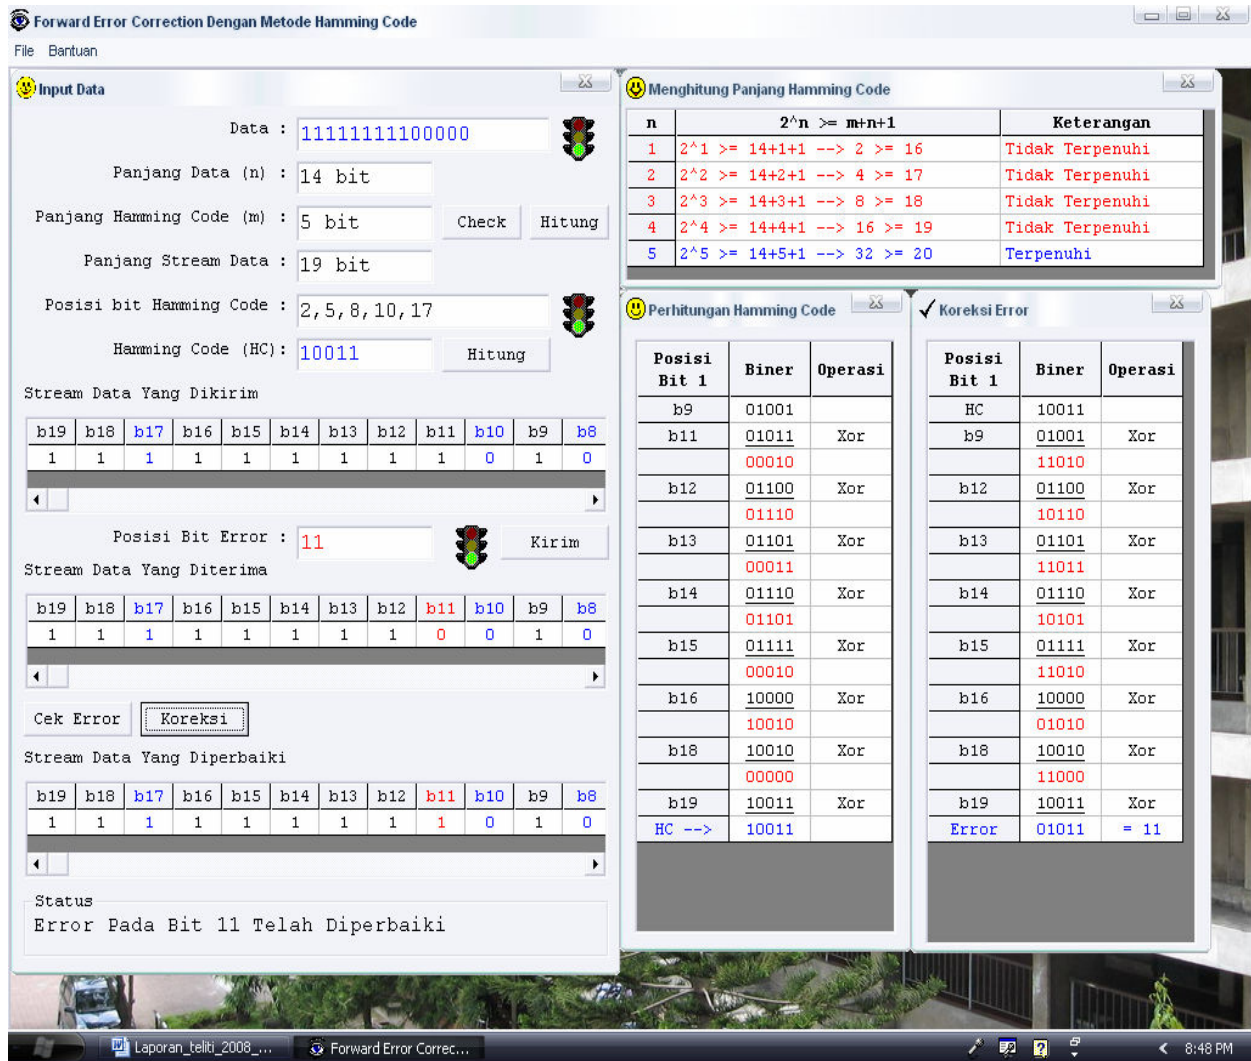 Forward Error Correction Dengan Metode Hamming Code
File Bantuan
Input Data
Data : 11111111100000
Panjang Data (n) : 14 bit
Panjang Hamming Code (m) : 5 bit Check Hitung
Panjang Stream Data : 19 bit
Posisi bit Hamming Code : 2,5,8,10,17
Hamming Code (HC): 10011 Hitung
Stream Data Yang Dikirim
b19 b18 b17 b16 b15 b14 b13 b12 b11 b10 b9 b8
1 1 1 1 1 1 1 1 1 0 1 0
Posisi Bit Error : 11 Kirim
Stream Data Yang Diterima
b19 b18 b17 b16 b15 b14 b13 b12 b11 b10 b9 b8
1 1 1 1 1 1 1 1 0 0 1 0
Cek Error Koreksi
Stream Data Yang Diperbaiki
b19 b18 b17 b16 b15 b14 b13 b12 b11 b10 b9 b8
1 1 1 1 1 1 1 1 1 0 1 0
Status
Error Pada Bit 11 Telah Diperbaiki
Menghitung Panjang Hamming Code
n 2^n >= m+n+1 Keterangan
1 2^1 >= 14+1+1 --> 2 >= 16 Tidak Terpenuhi
2 2^2 >= 14+2+1 --> 4 >= 17 Tidak Terpenuhi
3 2^3 >= 14+3+1 --> 8 >= 18 Tidak Terpenuhi
4 2^4 >= 14+4+1 --> 16 >= 19 Tidak Terpenuhi
5 2^5 >= 14+5+1 --> 32 >= 20 Terpenuhi
Perhitungan Hamming Code
Posisi Bit 1 Biner Operasi
b9 01001
b11 01011 Xor
00010
b12 01100 Xor
01110
b13 01101 Xor
00011
b14 01110 Xor
01101
b15 01111 Xor
00010
b16 10000 Xor
10010
b18 10010 Xor
00000
b19 10011 Xor
HC --> 10011
Koreksi Error
Posisi Bit 1 Biner Operasi
HC 10011
b9 01001 Xor
11010
b12 01100 Xor
10110
b13 01101 Xor
11011
b14 01110 Xor
10101
b15 01111 Xor
11010
b16 10000 Xor
01010
b18 10010 Xor
11000
b19 10011 Xor
Error 01011 = 11
Laporan_teliti_2008_... Forward Error Correc... 8:48 PM